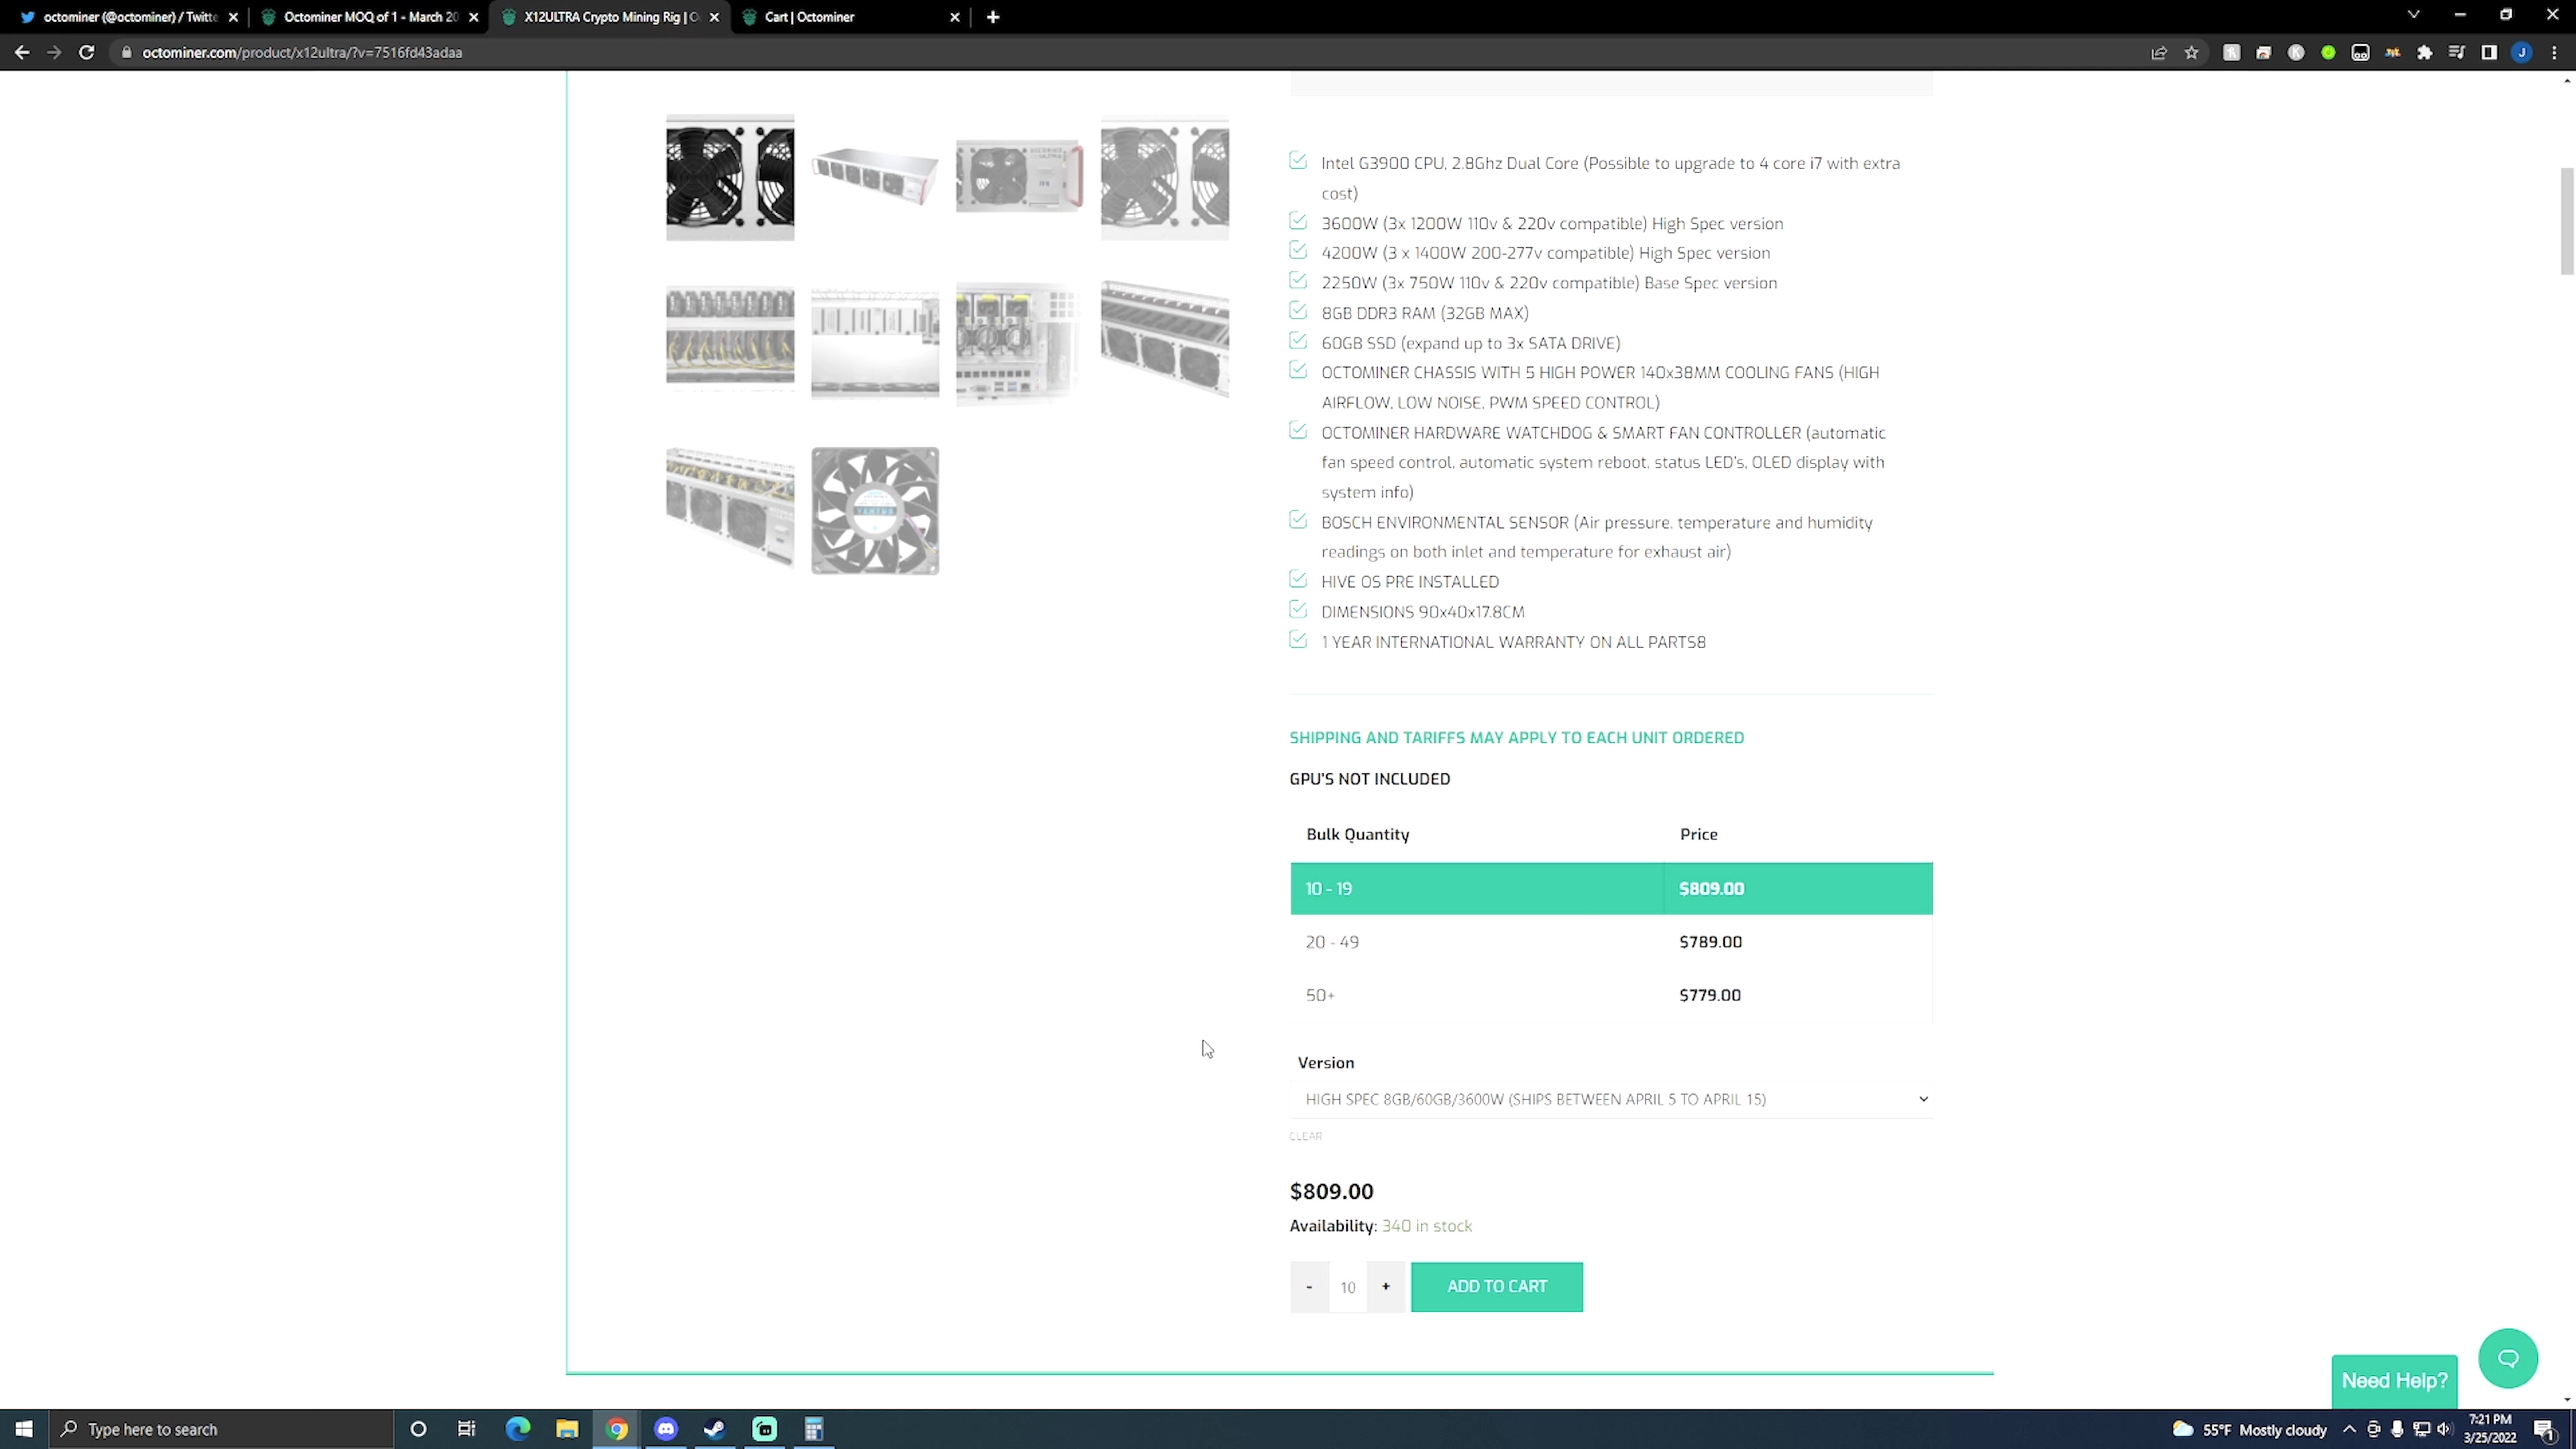 octominer (@octominer) / Twitte
Octominer MOQ of 1 - March 20
X12ULTRA Crypto Mining Rig | O
Cart | Octominer
octominer.com/product/x12ultra/?v=7516fd43adaa
J
Intel G3900 CPU, 2.8Ghz Dual Core (Possible to upgrade to 4 core i7 with extra
cost)
3600W (3x 1200W 110v & 220v compatible) High Spec version
4200W (3 x 1400W 200-277v compatible) High Spec version
2250W (3x 750W 110v & 220v compatible) Base Spec version
8GB DDR3 RAM (32GB MAX)
60GB SSD (expand up to 3x SATA DRIVE)
OCTOMINER CHASSIS WITH 5 HIGH POWER 140x38MM COOLING FANS (HIGH
AIRFLOW, LOW NOISE, PWM SPEED CONTROL)
OCTOMINER HARDWARE WATCHDOG & SMART FAN CONTROLLER (automatic
fan speed control, automatic system reboot, status LED's, OLED display with
system info)
BOSCH ENVIRONMENTAL SENSOR (Air pressure, temperature and humidity
readings on both inlet and temperature for exhaust air)
HIVE OS PRE INSTALLED
DIMENSIONS 90x40x17.8CM
1 YEAR INTERNATIONAL WARRANTY ON ALL PARTS8
SHIPPING AND TARIFFS MAY APPLY TO EACH UNIT ORDERED
GPU'S NOT INCLUDED
Bulk Quantity Price
10 - 19 $809.00
20 - 49 $789.00
50+ $779.00
Version
HIGH SPEC 8GB/60GB/3600W (SHIPS BETWEEN APRIL 5 TO APRIL 15)
CLEAR
$809.00
Availability: 340 in stock
- 10 + ADD TO CART
Need Help?
Type here to search
55°F Mostly cloudy
7:21 PM
3/25/2022
1